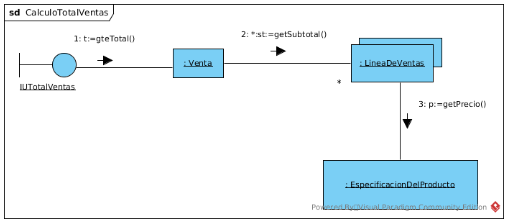 sd CalculoTotalVentas
1: t:=gteTotal()
2: *:st:=getSubtotal()
IUTotalVentas
: Venta
: LineaDeVentas
*
3: p:=getPrecio()
: EspecificacionDelProducto
Powered By Visual Paradigm Community Edition